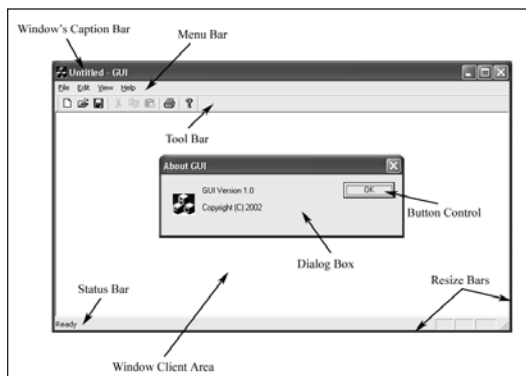 Window's Caption Bar
Menu Bar
Untitled - GUI
File Edit View Help
Tool Bar
About GUI
GUI Version 1.0
OK
Copyright (C) 2002
Button Control
Dialog Box
Resize Bars
Status Bar
Ready
Window Client Area